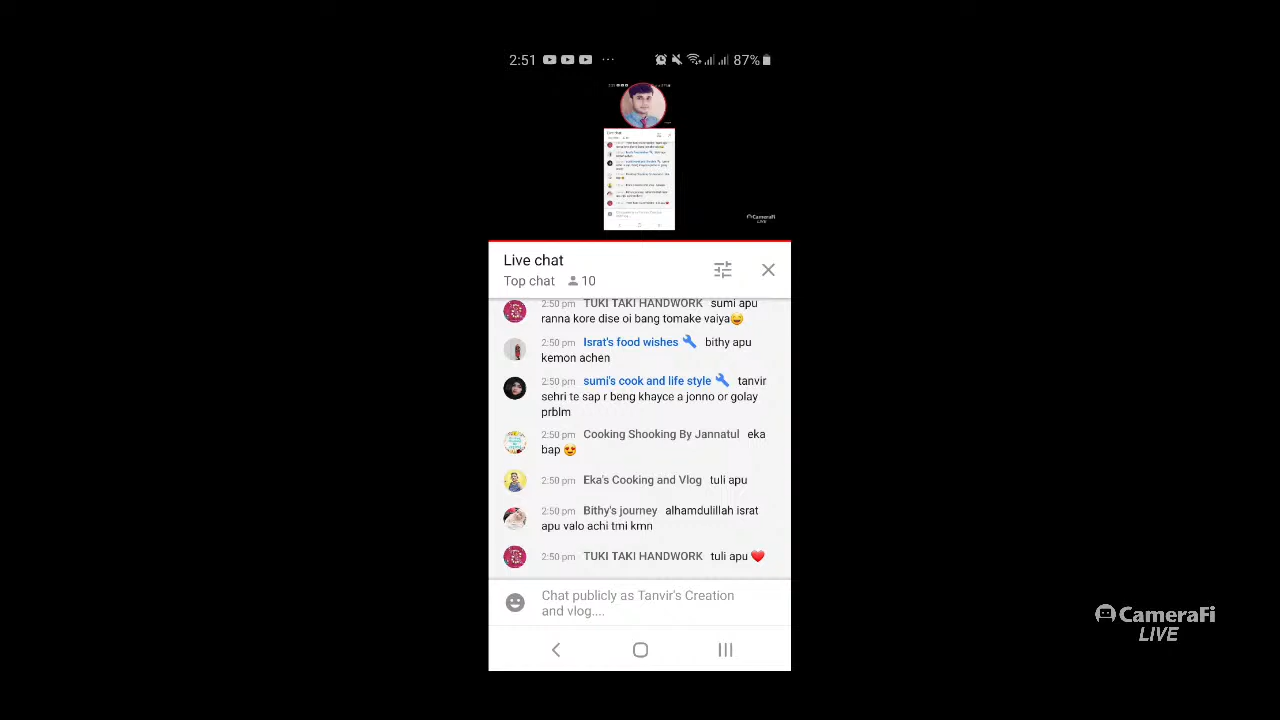 2:51 ... 87%
Live chat
Top chat 10
2:50 pm TUKI TAKI HANDWORK sumi apu
ranna kore dise oi bang tomake vaiya😂
2:50 pm Israt's food wishes 🔧 bithy apu
kemon achen
2:50 pm sumi's cook and life style 🔧 tanvir
sehri te sap r beng khayce a jonno or golay
prblm
2:50 pm Cooking Shooking By Jannatul eka
bap 😍
2:50 pm Eka's Cooking and Vlog tuli apu
2:50 pm Bithy's journey alhamdulillah israt
apu valo achi tmi kmn
2:50 pm TUKI TAKI HANDWORK tuli apu ❤️
Chat publicly as Tanvir's Creation
and vlog....
CameraFi
LIVE
CameraFi
LIVE